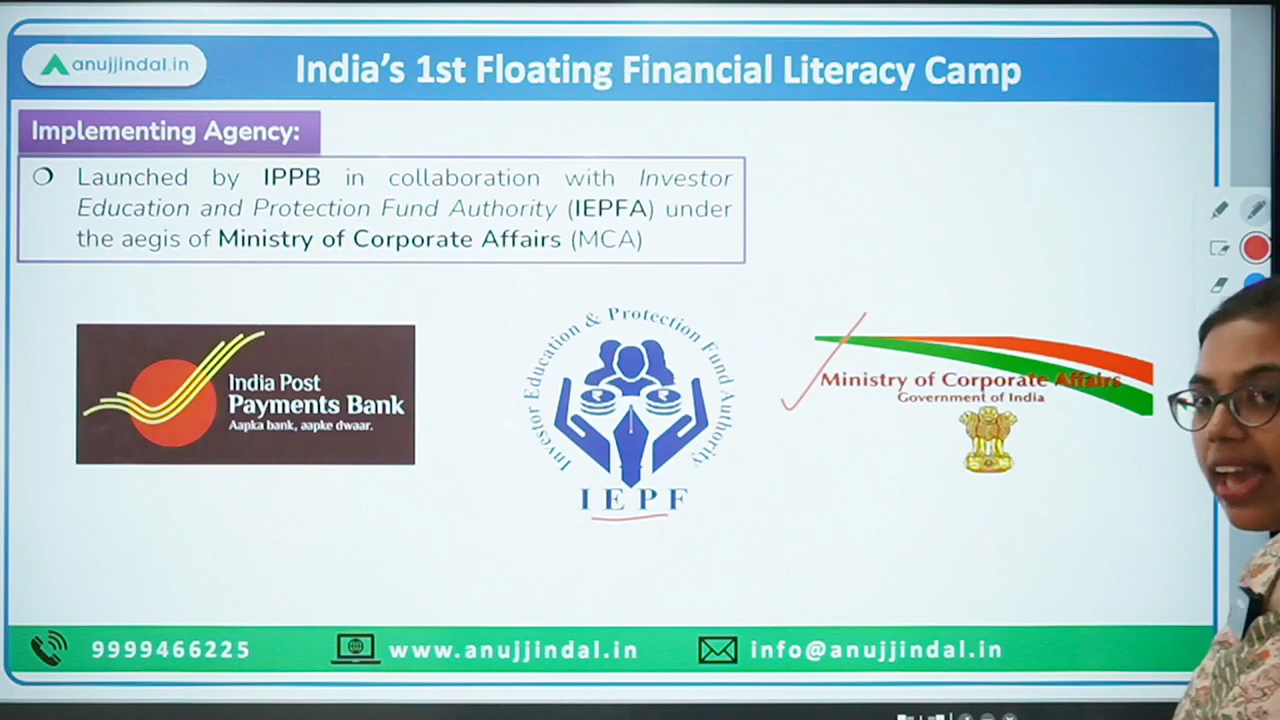 anujjindal.in
India's 1st Floating Financial Literacy Camp
Implementing Agency:
Launched by IPPB in collaboration with Investor
Education and Protection Fund Authority (IEPFA) under
the aegis of Ministry of Corporate Affairs (MCA)
India Post
Payments Bank
Aapka bank, aapke dwaar.
Investor Education & Protection Fund Authority
IEPF
Ministry of Corporate Affairs
Government of India
9999466225
www.anujjindal.in
info@anujjindal.in